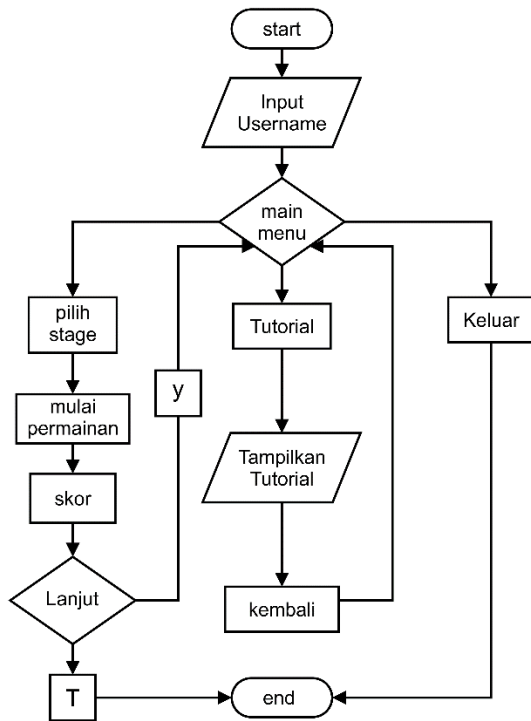 start
Input
Username
main
menu
pilih
stage
mulai
permainan
skor
Lanjut
y
T
Tutorial
Tampilkan
Tutorial
kembali
Keluar
end